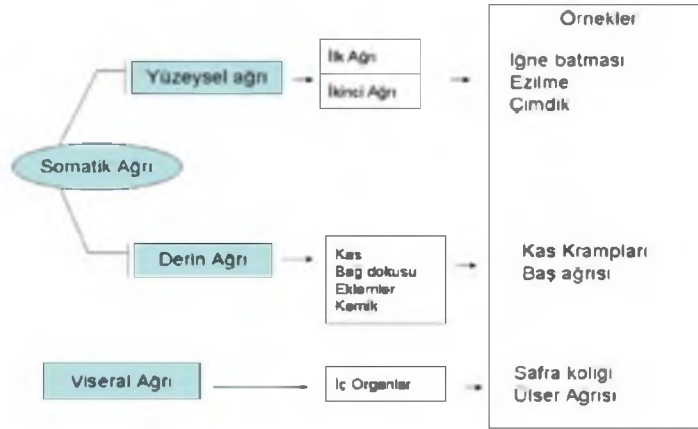 Örnekler
Yüzeysel ağrı
İlk Ağrı
İkinci Ağrı
İğne batması
Ezilme
Çimdik
Somatik Ağrı
Derin Ağrı
Kas
Bağ dokusu
Eklemler
Kemik
Kas Krampları
Baş ağrısı
Viseral Ağrı
İç Organlar
Safra koliği
Ülser Ağrısı